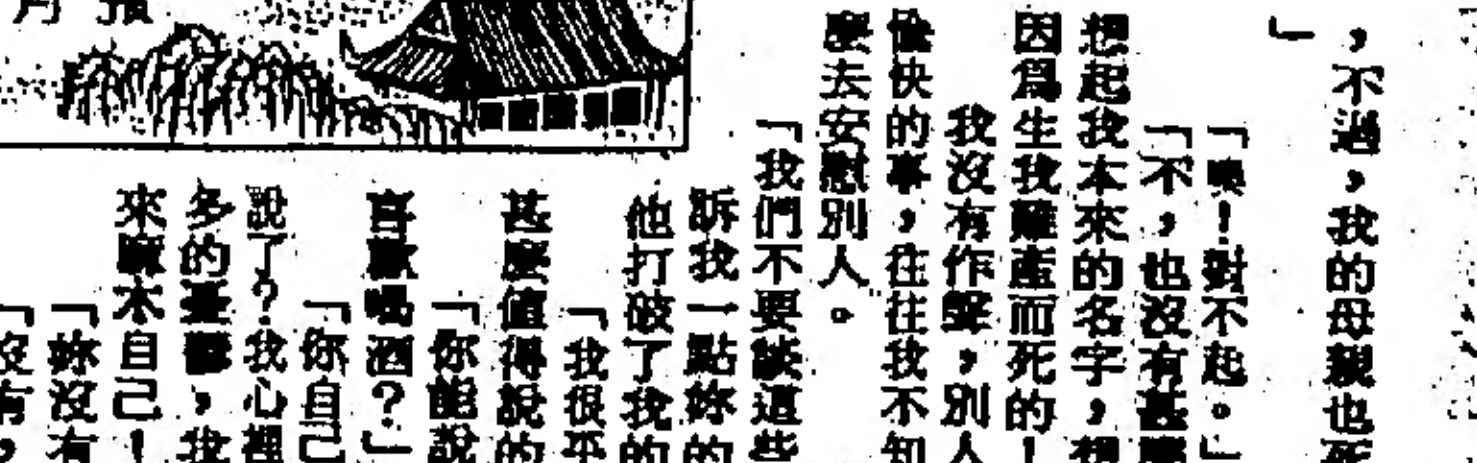 ，不過，我的母親也死
」
「噢！對不起。」
「不，也沒有甚麼
想起我本來的名字，想
因爲生我難產而死的！
我沒有作聲，別人
愉快的事，往往我不知
麼去安慰別人。
「我們不要談這些
訴我一點妳的
他打破了我的
「我很平
甚麼值得說的
「你能說
喜歡喝酒？」
「你自己
說了？我心裡
多的憂鬱，我
來麻木自己！
「妳沒有
「沒有，